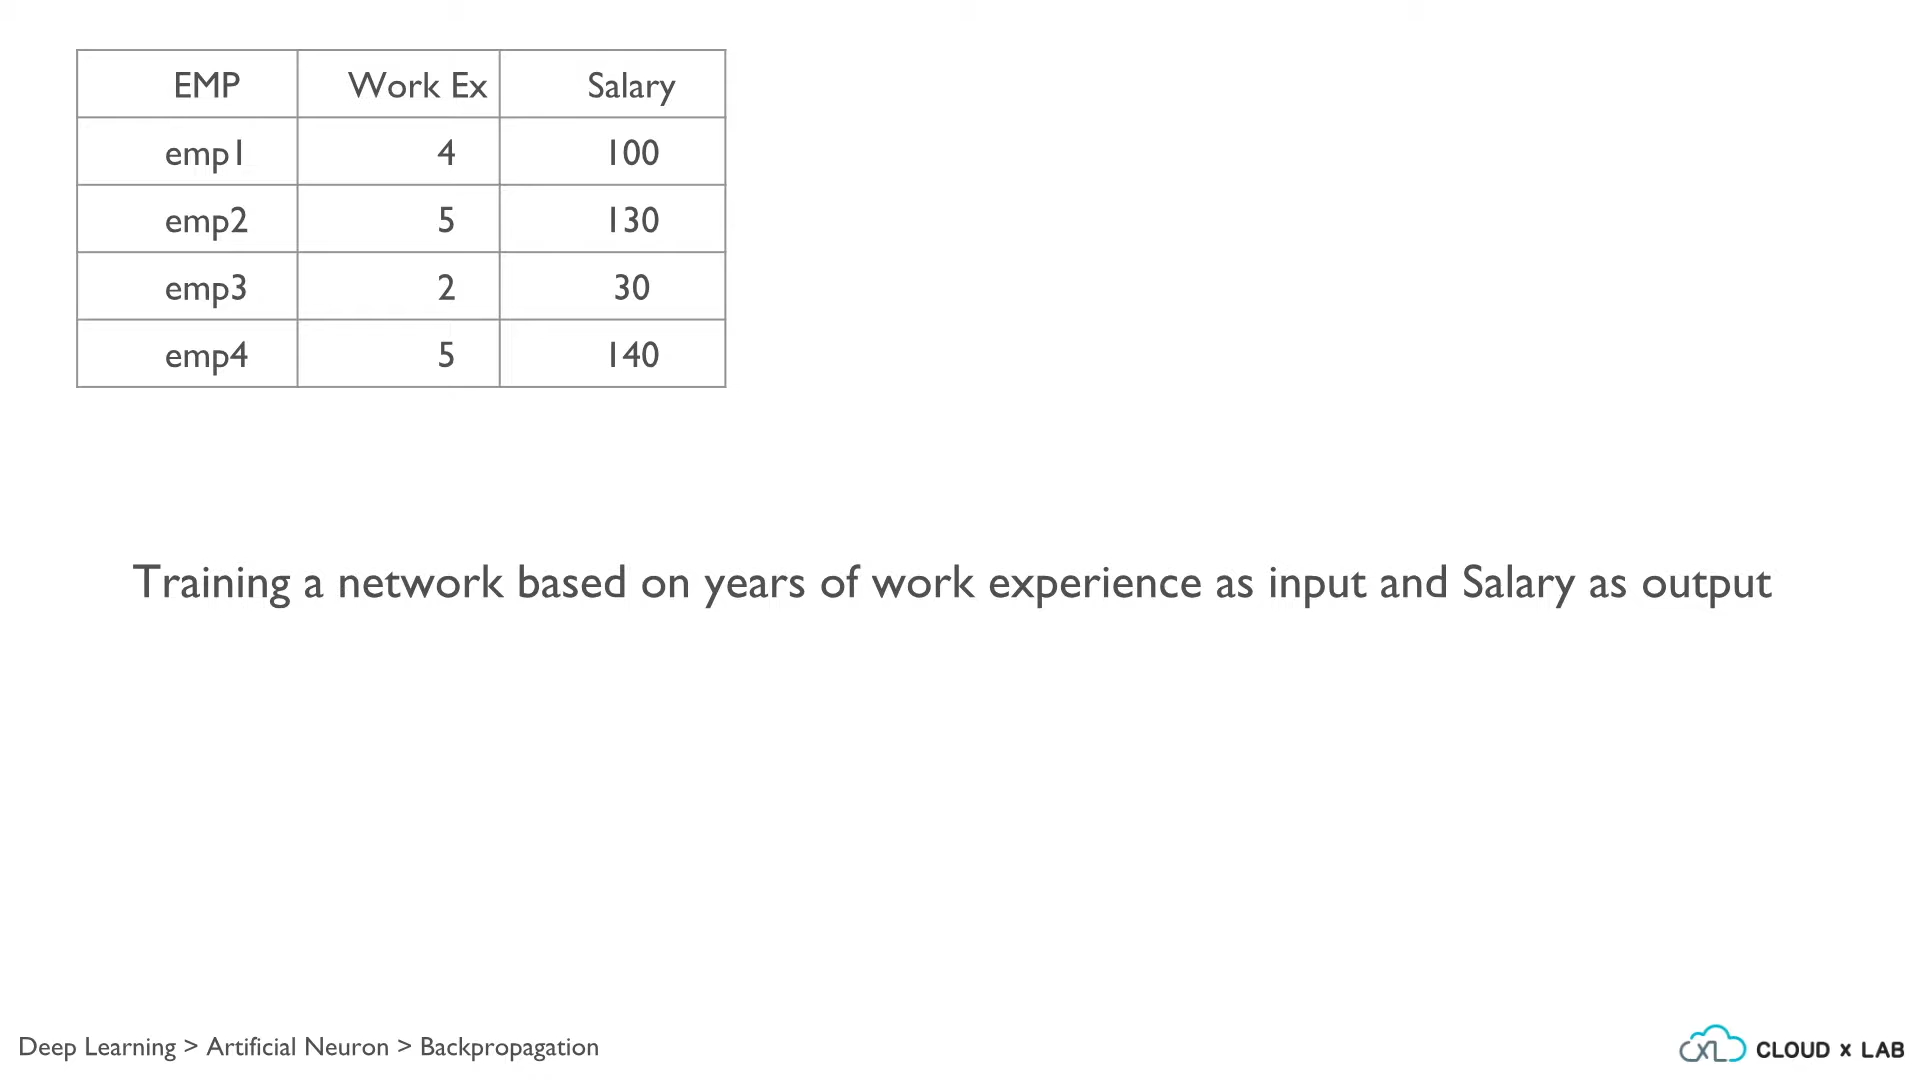 EMP Work Ex Salary
emp1 4 100
emp2 5 130
emp3 2 30
emp4 5 140
Training a network based on years of work experience as input and Salary as output
Deep Learning > Artificial Neuron > Backpropagation
CXL CLOUD x LAB